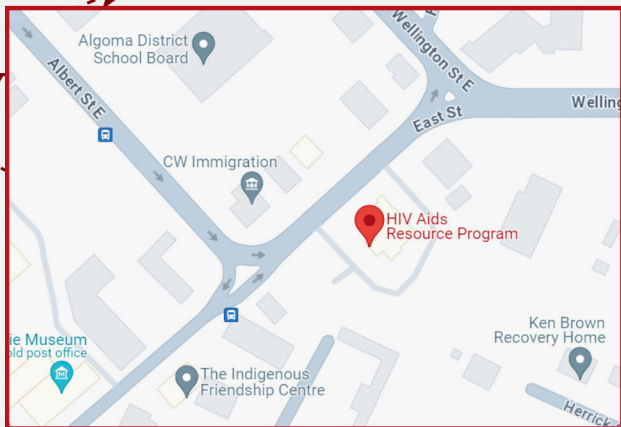 Algoma District
School Board
Wellington St E
Albert St E
East St
Welling
CW Immigration
HIV Aids
Resource Program
ie Museum
old post office
Ken Brown
Recovery Home
The Indigenous
Friendship Centre
Herrick